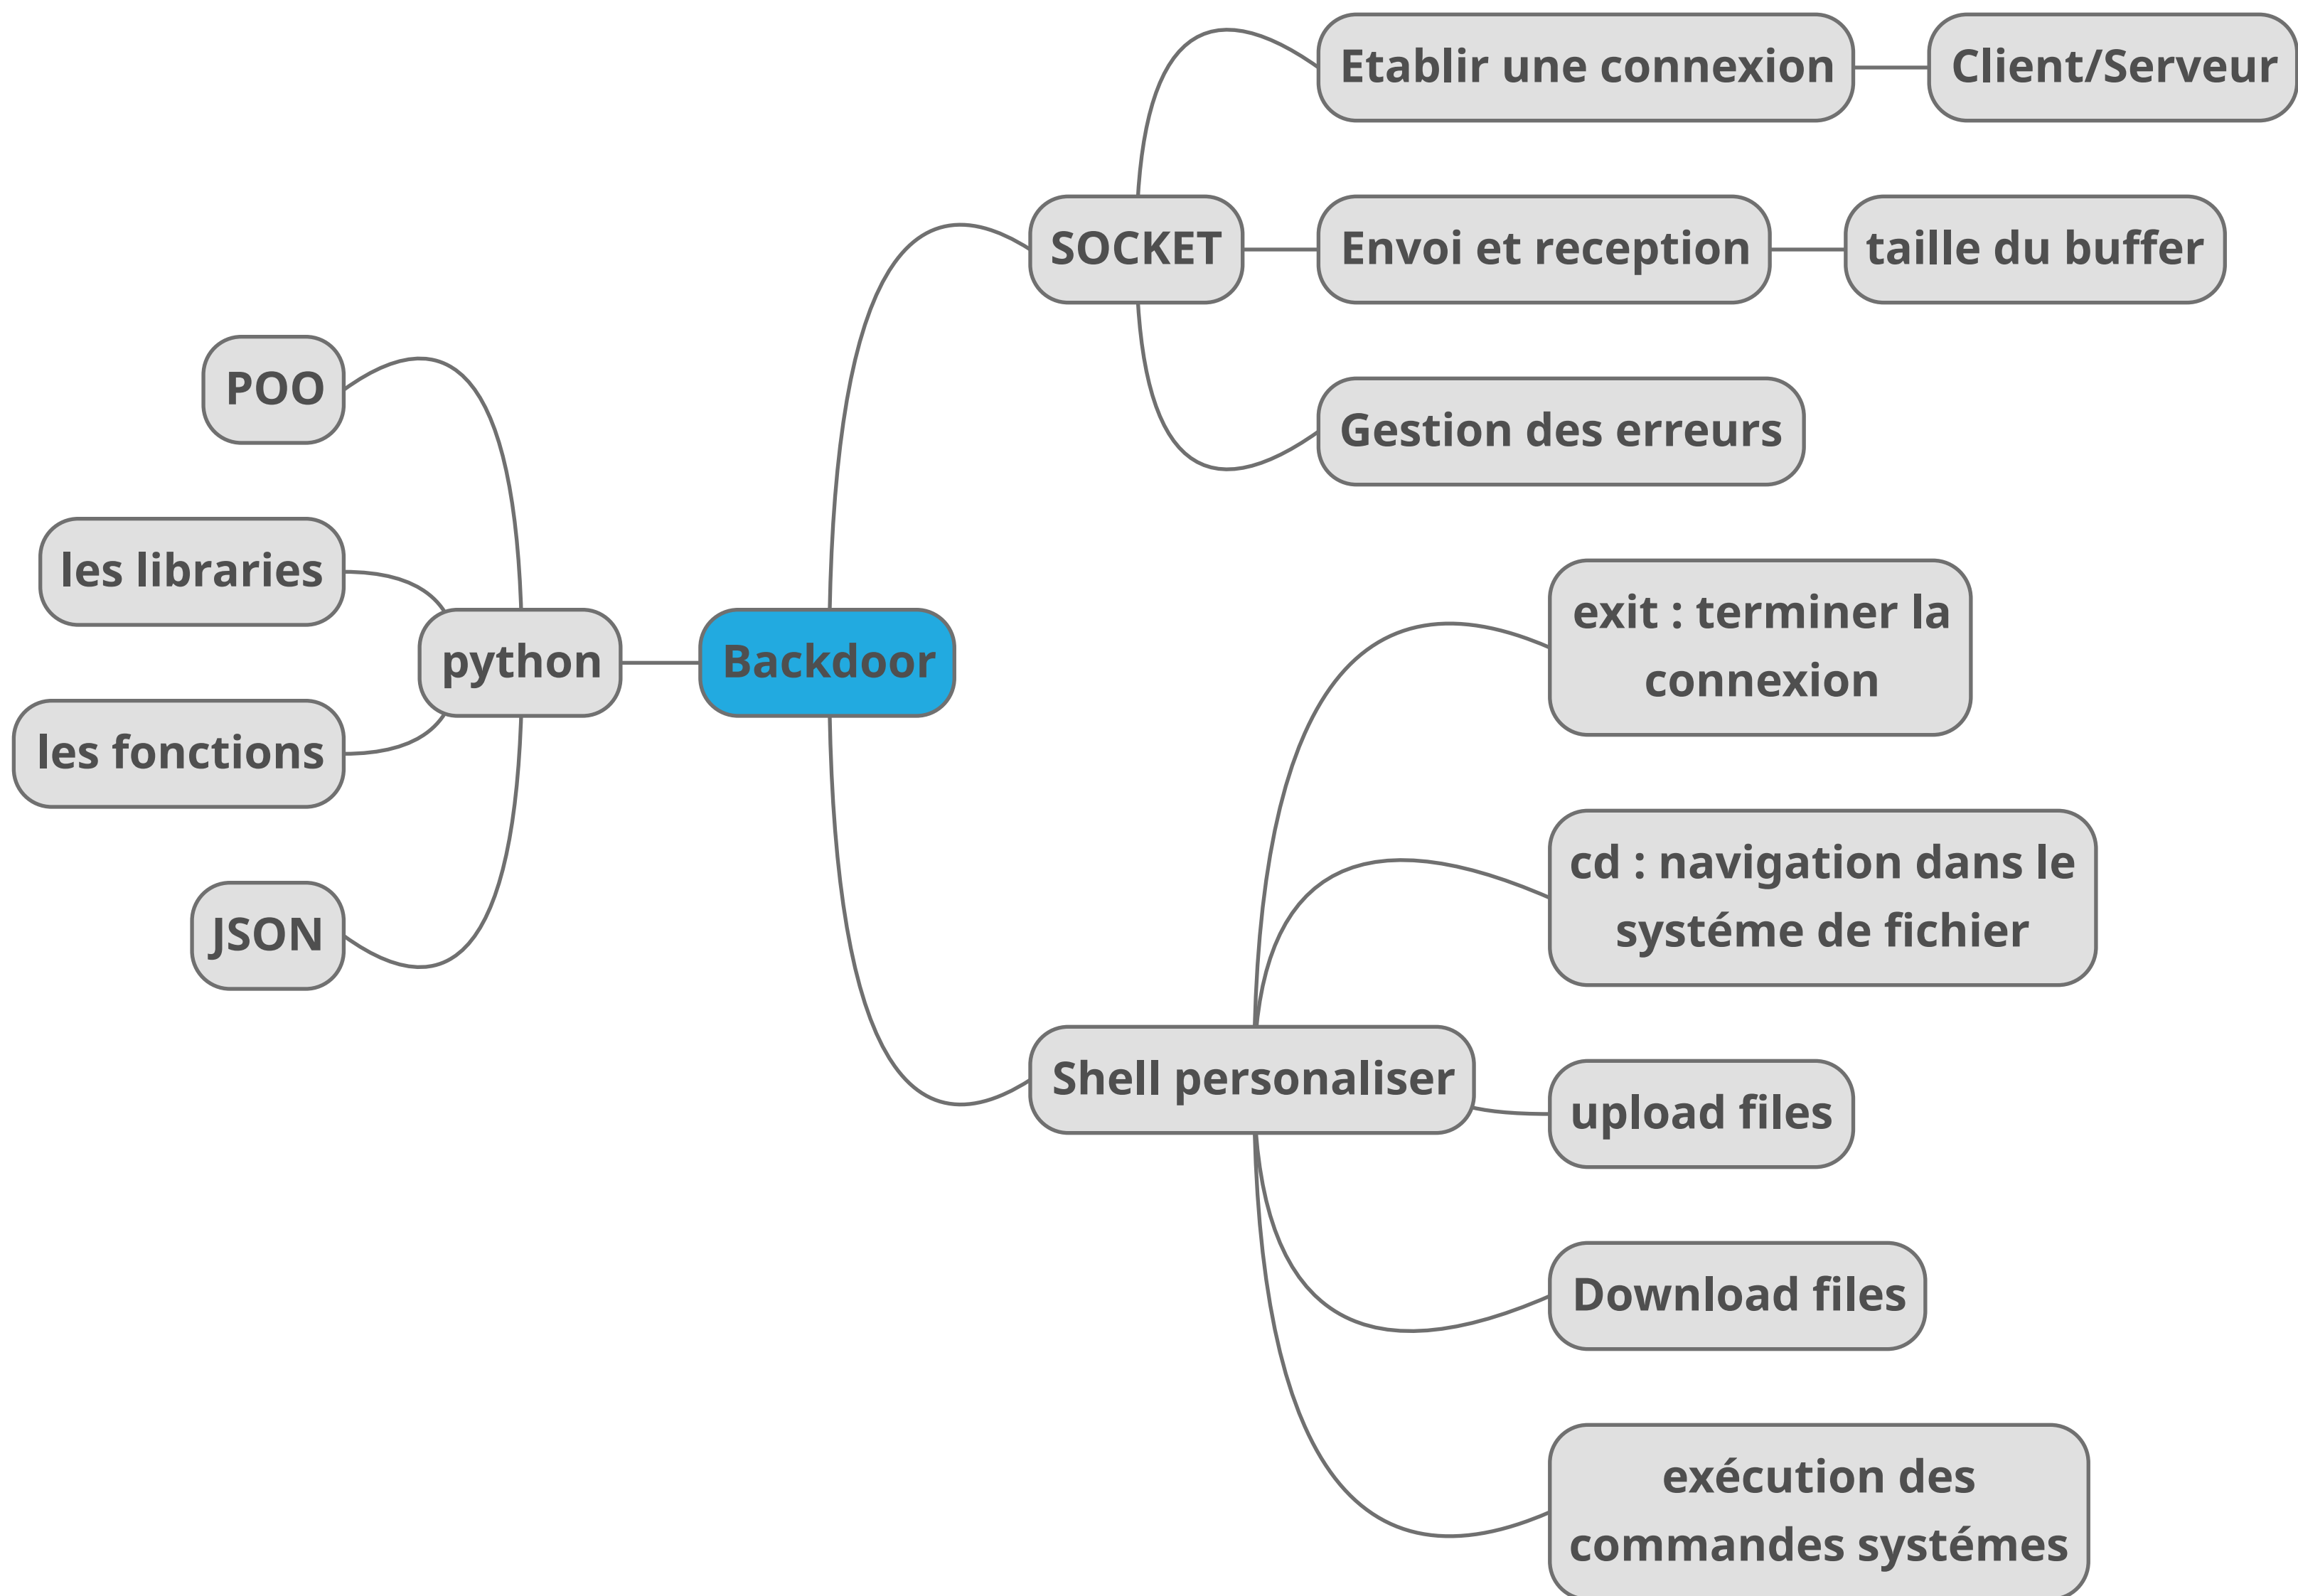 Etablir une connexion
Client/Serveur
SOCKET
Envoi et reception
taille du buffer
POO
Gestion des erreurs
les libraries
exit : terminer la
connexion
python
Backdoor
les fonctions
cd : navigation dans le
systéme de fichier
JSON
Shell personaliser
upload files
Download files
exécution des
commandes systémes